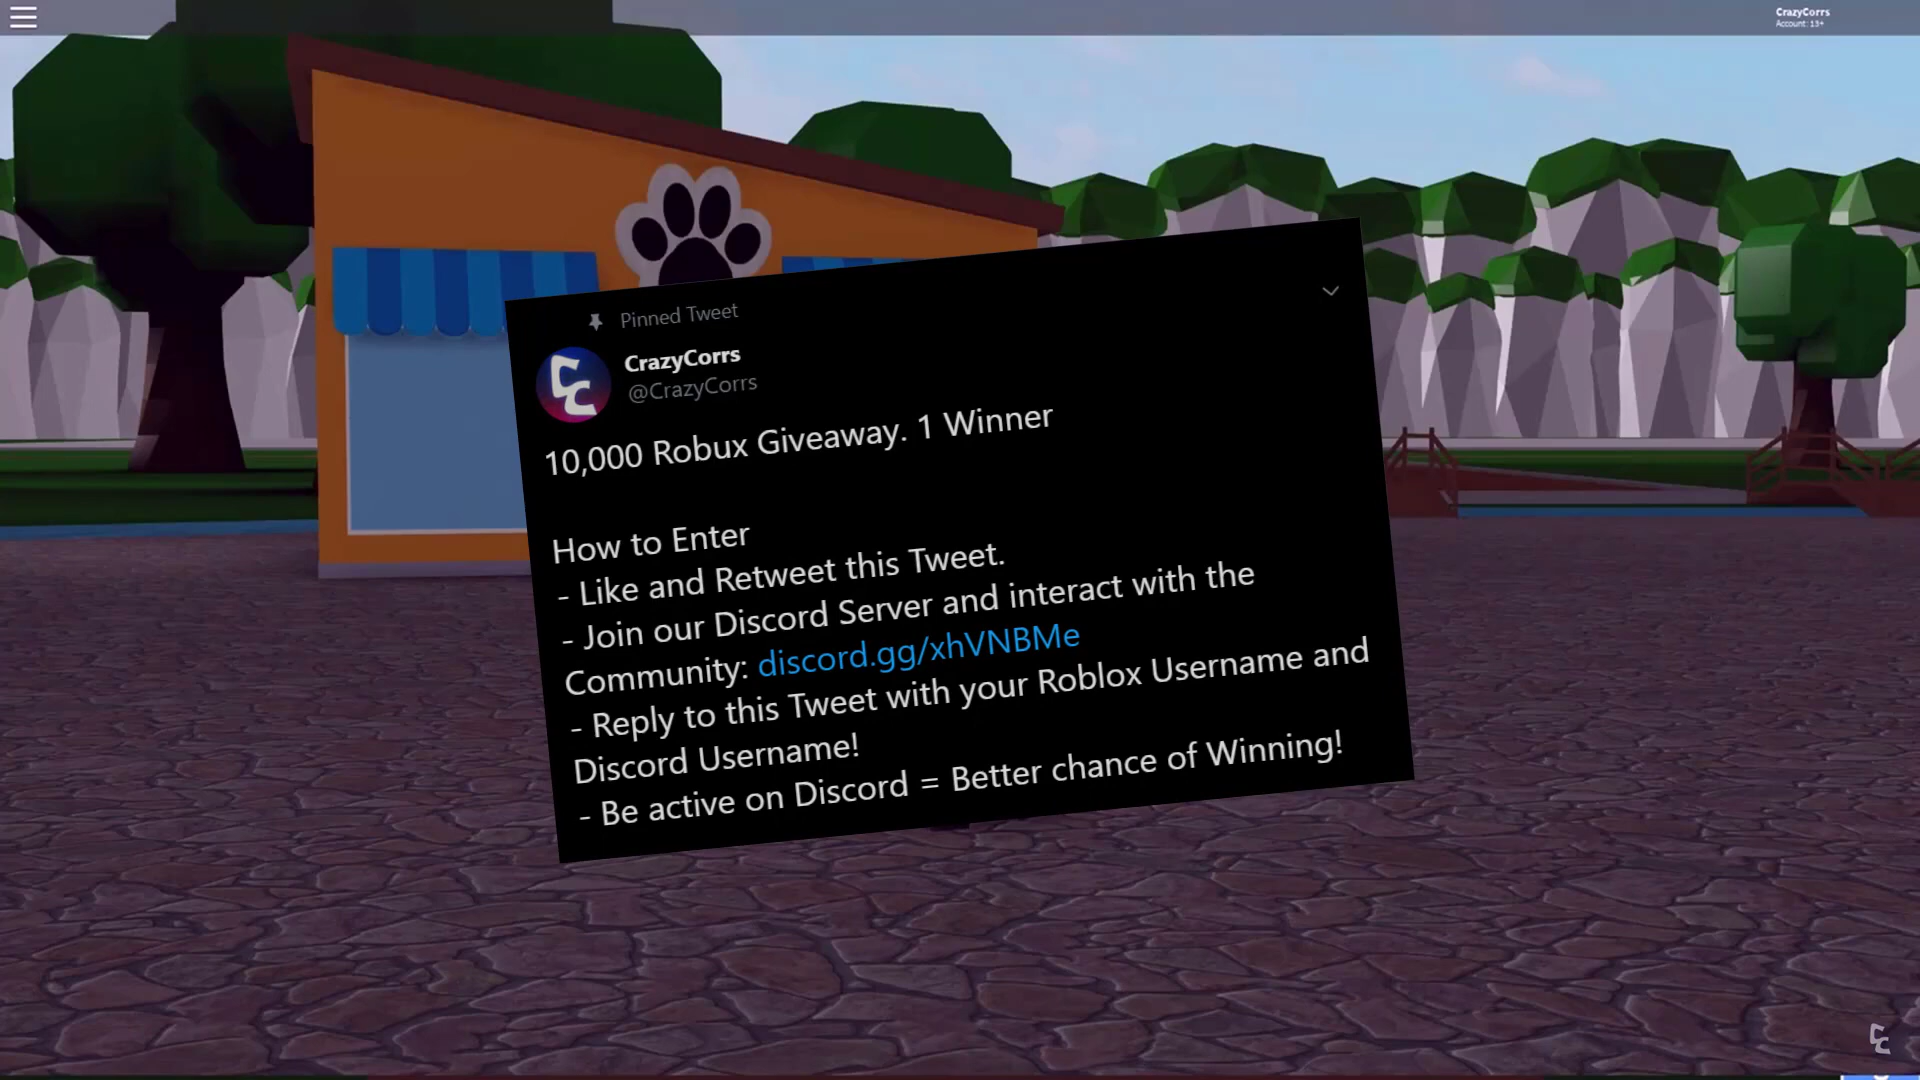 CrazyCorrs
Account: 13+
Pinned Tweet
CrazyCorrs
@CrazyCorrs
10,000 Robux Giveaway. 1 Winner
How to Enter
- Like and Retweet this Tweet.
- Join our Discord Server and interact with the
Community: discord.gg/xhVNBMe
- Reply to this Tweet with your Roblox Username and
Discord Username!
- Be active on Discord = Better chance of Winning!